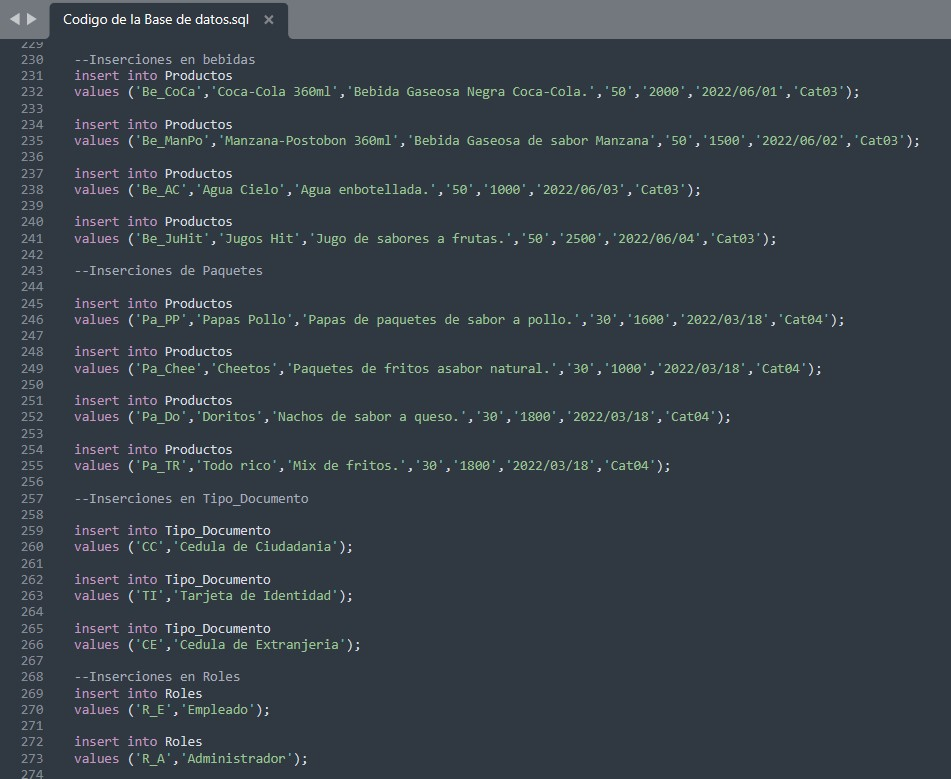 Codigo de la Base de datos.sql
229
230 --Inserciones en bebidas
231 insert into Productos
232 values ('Be_CoCa','Coca-Cola 360ml','Bebida Gaseosa Negra Coca-Cola.','50','2000','2022/06/01','Cat03');
233
234 insert into Productos
235 values ('Be_ManPo','Manzana-Postobon 360ml','Bebida Gaseosa de sabor Manzana','50','1500','2022/06/02','Cat03');
236
237 insert into Productos
238 values ('Be_AC','Agua Cielo','Agua enbotellada.','50','1000','2022/06/03','Cat03');
239
240 insert into Productos
241 values ('Be_JuHit','Jugos Hit','Jugo de sabores a frutas.','50','2500','2022/06/04','Cat03');
242
243 --Inserciones de Paquetes
244
245 insert into Productos
246 values ('Pa_PP','Papas Pollo','Papas de paquetes de sabor a pollo.','30','1600','2022/03/18','Cat04');
247
248 insert into Productos
249 values ('Pa_Chee','Cheetos','Paquetes de fritos asabor natural.','30','1000','2022/03/18','Cat04');
250
251 insert into Productos
252 values ('Pa_Do','Doritos','Nachos de sabor a queso.','30','1800','2022/03/18','Cat04');
253
254 insert into Productos
255 values ('Pa_TR','Todo rico','Mix de fritos.','30','1800','2022/03/18','Cat04');
256
257 --Inserciones en Tipo_Documento
258
259 insert into Tipo_Documento
260 values ('CC','Cedula de Ciudadania');
261
262 insert into Tipo_Documento
263 values ('TI','Tarjeta de Identidad');
264
265 insert into Tipo_Documento
266 values ('CE','Cedula de Extranjeria');
267
268 --Inserciones en Roles
269 insert into Roles
270 values ('R_E','Empleado');
271
272 insert into Roles
273 values ('R_A','Administrador');
274